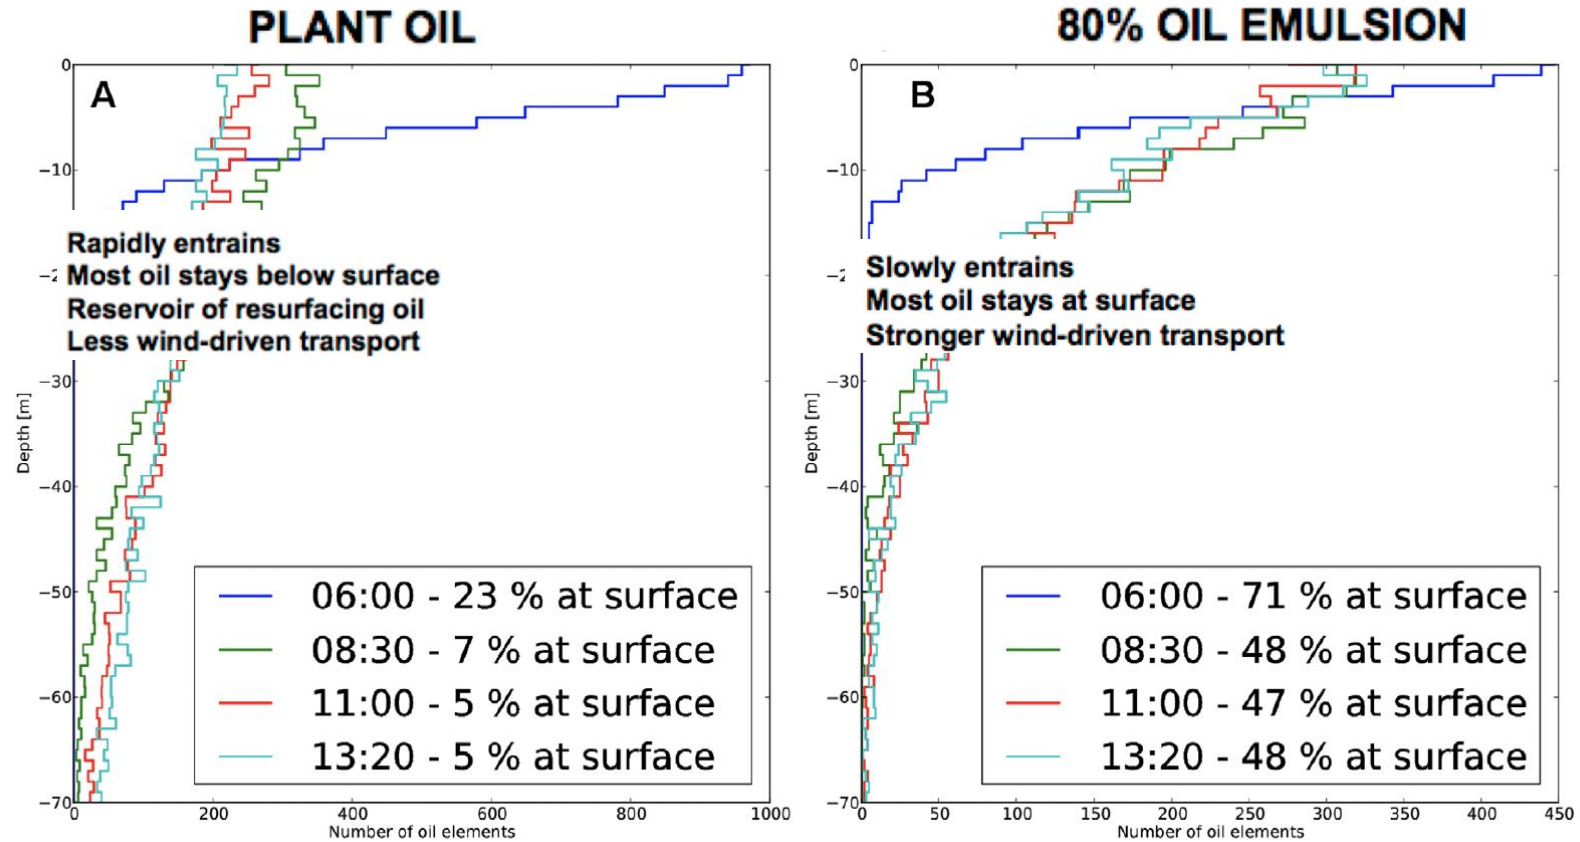 PLANT OIL
A
0
−10
−2
−30
−40
−50
−60
−70
Depth [m]
Rapidly entrains
Most oil stays below surface
Reservoir of resurfacing oil
Less wind-driven transport
06:00 - 23 % at surface
08:30 - 7 % at surface
11:00 - 5 % at surface
13:20 - 5 % at surface
0 200 400 600 800 1000
Number of oil elements
80% OIL EMULSION
B
0
−10
−2
−30
−40
−50
−60
−70
Depth [m]
Slowly entrains
Most oil stays at surface
Stronger wind-driven transport
06:00 - 71 % at surface
08:30 - 48 % at surface
11:00 - 47 % at surface
13:20 - 48 % at surface
0 50 100 150 200 250 300 350 400 450
Number of oil elements